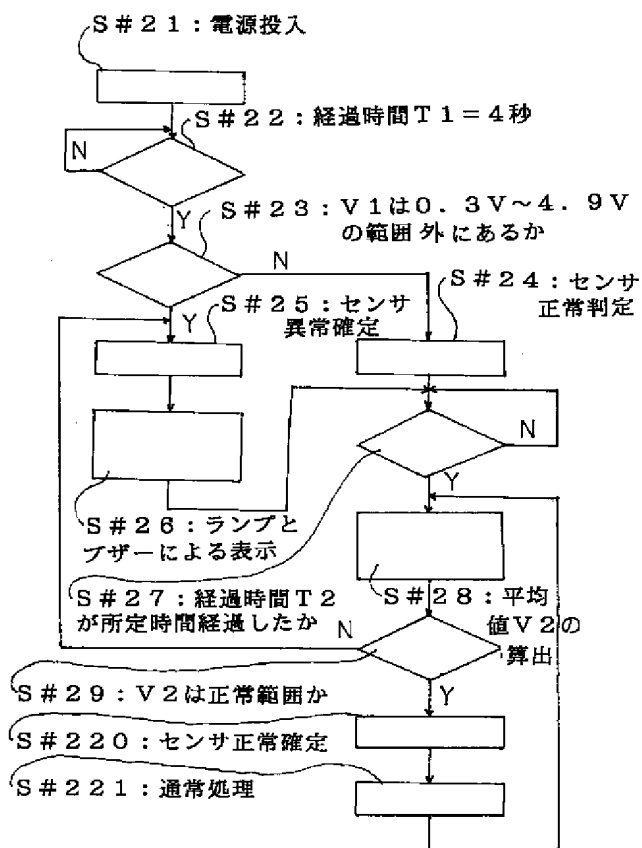 S#21:電源投入
S#22:経過時間T1=4秒
N
Y
S#23:V1は0.3V〜4.9V
の範囲外にあるか
N
S#24:センサ
正常判定
Y
S#25:センサ
異常確定
N
Y
S#26:ランプと
ブザーによる表示
S#27:経過時間T2
が所定時間経過したか
S#28:平均
値V2の
算出
N
S#29:V2は正常範囲か
Y
S#220:センサ正常確定
S#221:通常処理